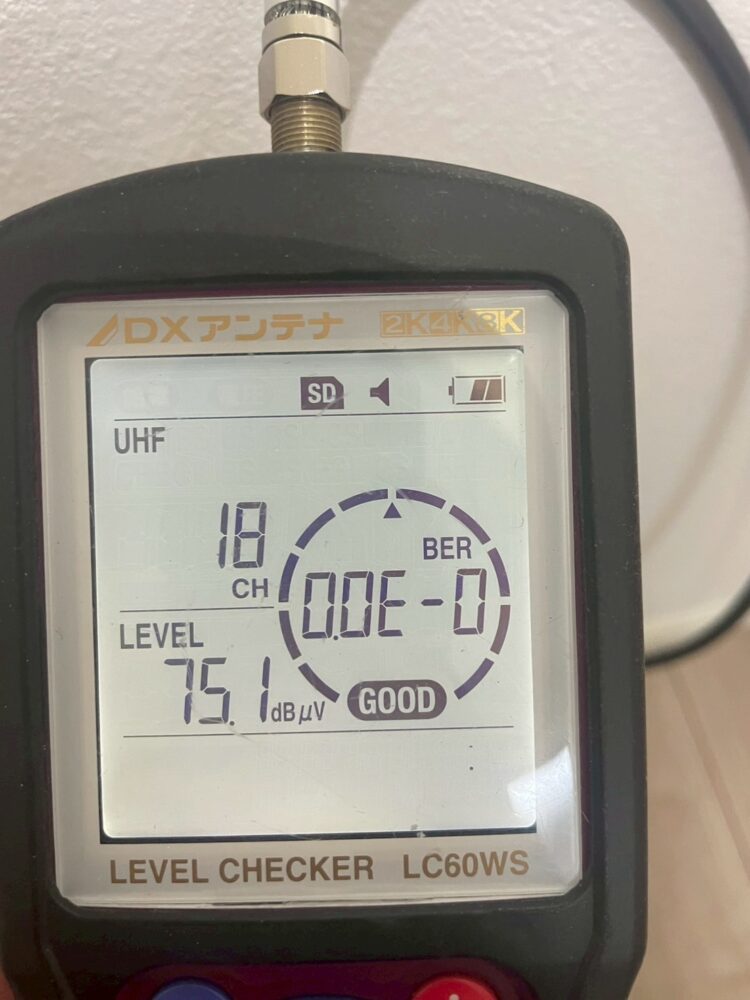 DXアンテナ 2K4K8K
SD
UHF
18
CH
BER
0.0E-0
LEVEL
75.1dBµV
GOOD
LEVEL CHECKER LC60WS